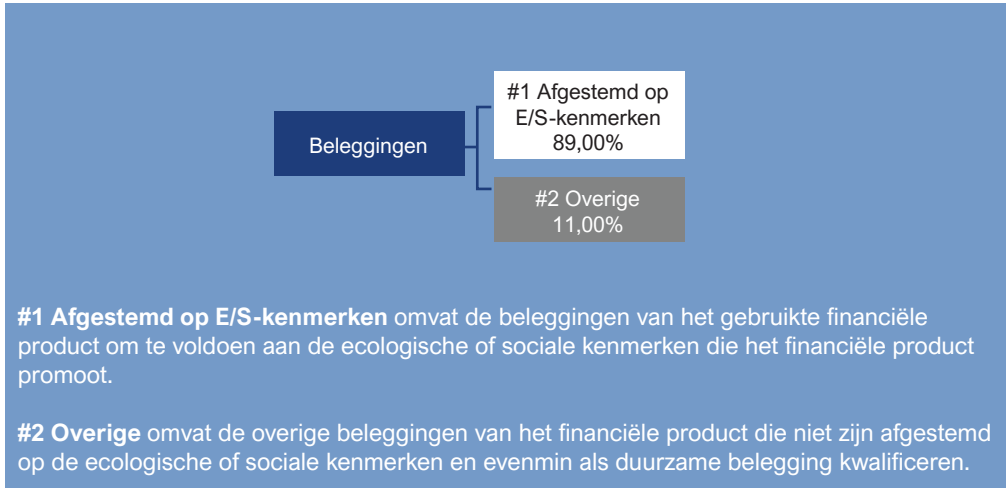 Beleggingen
#1 Afgestemd op
E/S-kenmerken
89,00%
#2 Overige
11,00%
#1 Afgestemd op E/S-kenmerken omvat de beleggingen van het gebruikte financiële
product om te voldoen aan de ecologische of sociale kenmerken die het financiële product
promoot.
#2 Overige omvat de overige beleggingen van het financiële product die niet zijn afgestemd
op de ecologische of sociale kenmerken en evenmin als duurzame belegging kwalificeren.